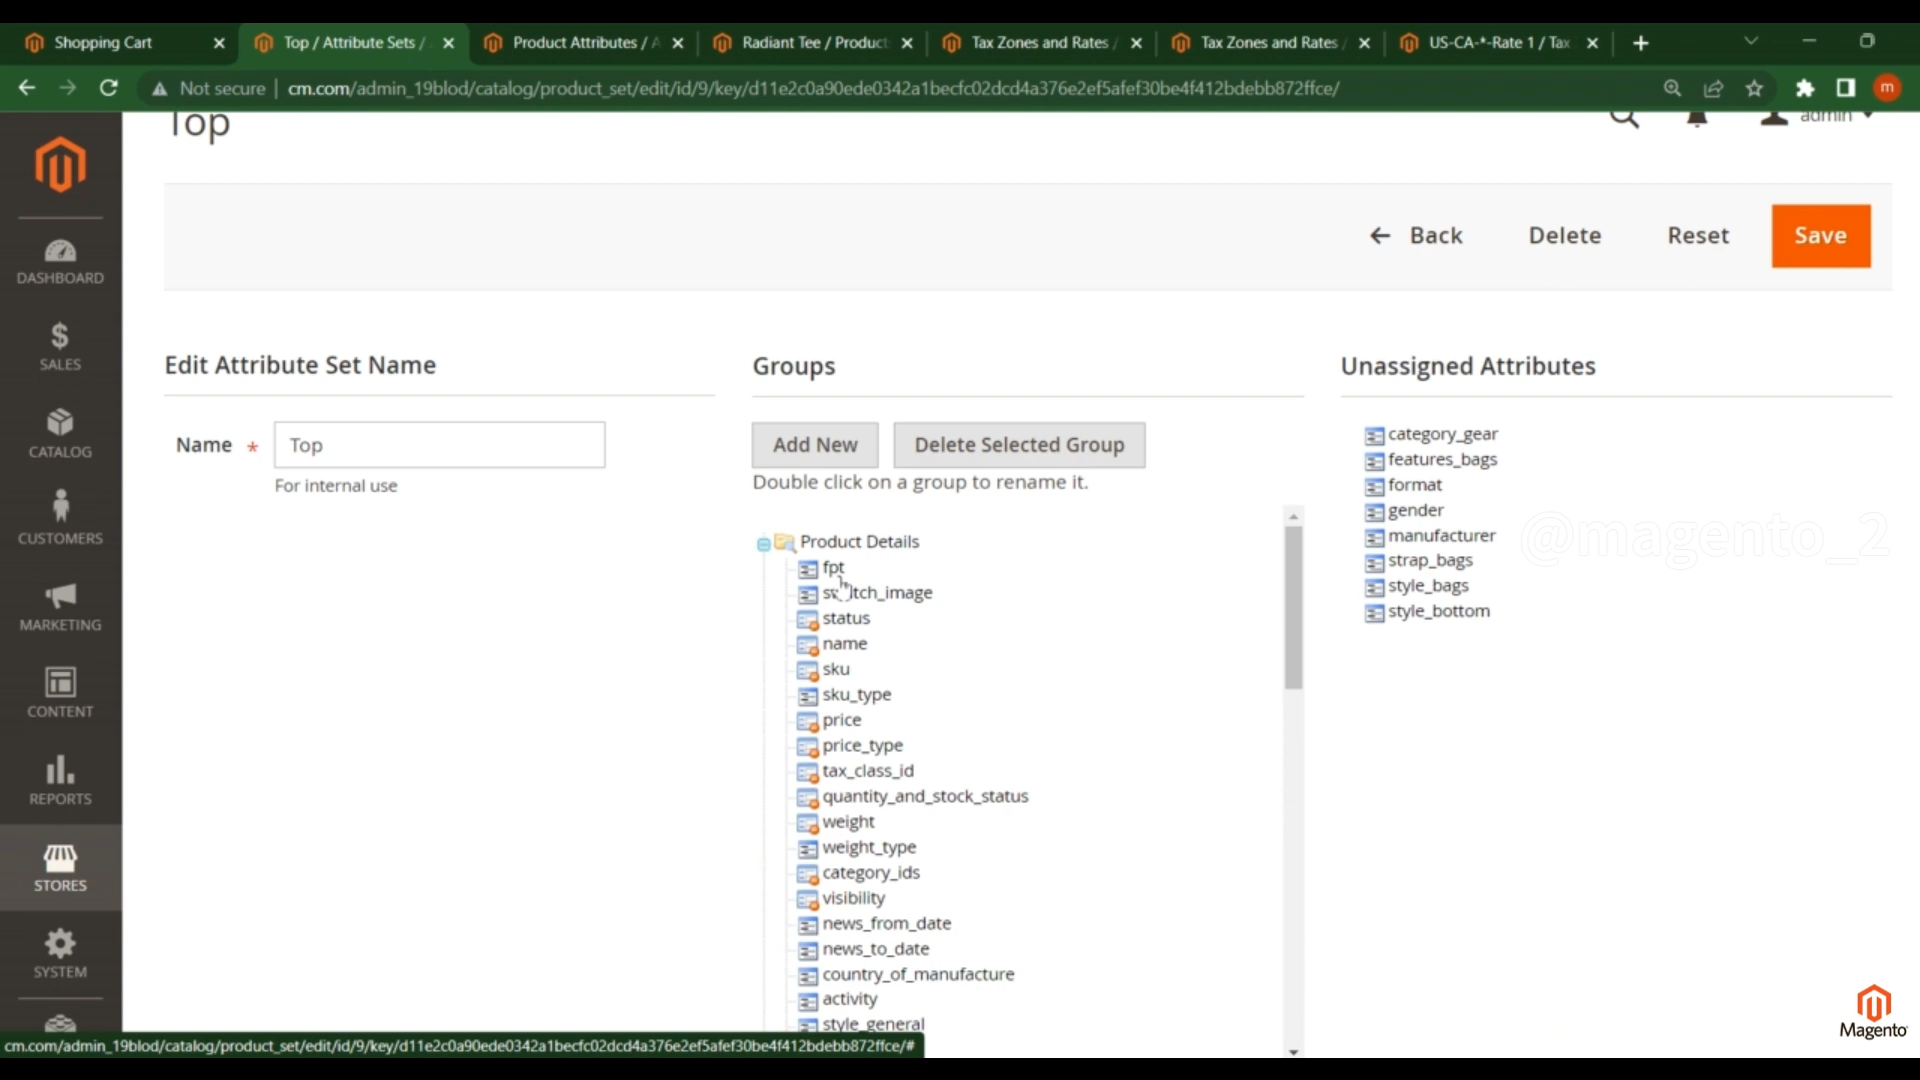 Shopping Cart
Top / Attribute Sets /
Product Attributes / A
Radiant Tee / Product
Tax Zones and Rates /
Tax Zones and Rates /
US-CA-*-Rate 1 / Tax
Not secure
cm.com/admin_19blod/catalog/product_set/edit/id/9/key/d11e2c0a90ede0342a1becfc02dcd4a376e2ef5afef30be4f412bdebb872ffce/
m
Top
admin
Back
Delete
Reset
Save
DASHBOARD
SALES
CATALOG
CUSTOMERS
MARKETING
CONTENT
REPORTS
STORES
SYSTEM
Edit Attribute Set Name
Name *
Top
For internal use
Groups
Add New
Delete Selected Group
Double click on a group to rename it.
Product Details
fpt
swatch_image
status
name
sku
sku_type
price
price_type
tax_class_id
quantity_and_stock_status
weight
weight_type
category_ids
visibility
news_from_date
news_to_date
country_of_manufacture
activity
style_general
Unassigned Attributes
category_gear
features_bags
format
gender
manufacturer
strap_bags
style_bags
style_bottom
@magento_2
Magento
cm.com/admin_19blod/catalog/product_set/edit/id/9/key/d11e2c0a90ede0342a1becfc02dcd4a376e2ef5afef30be4f412bdebb872ffce/#